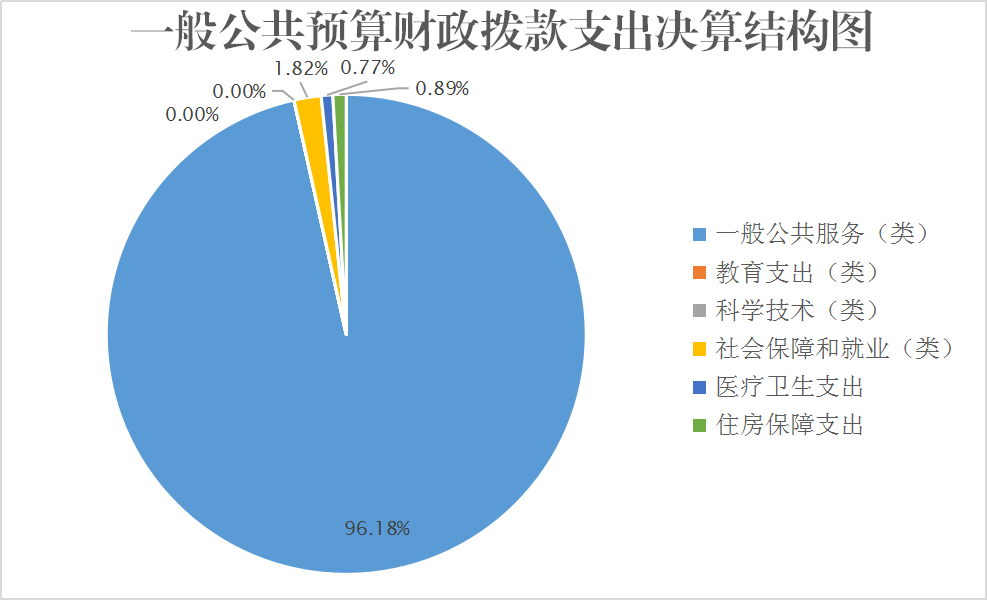 一般公共预算财政拨款支出决算结构图
1.82%
0.77%
0.00%
0.89%
0.00%
96.18%
一般公共服务（类）
教育支出（类）
科学技术（类）
社会保障和就业（类）
医疗卫生支出
住房保障支出